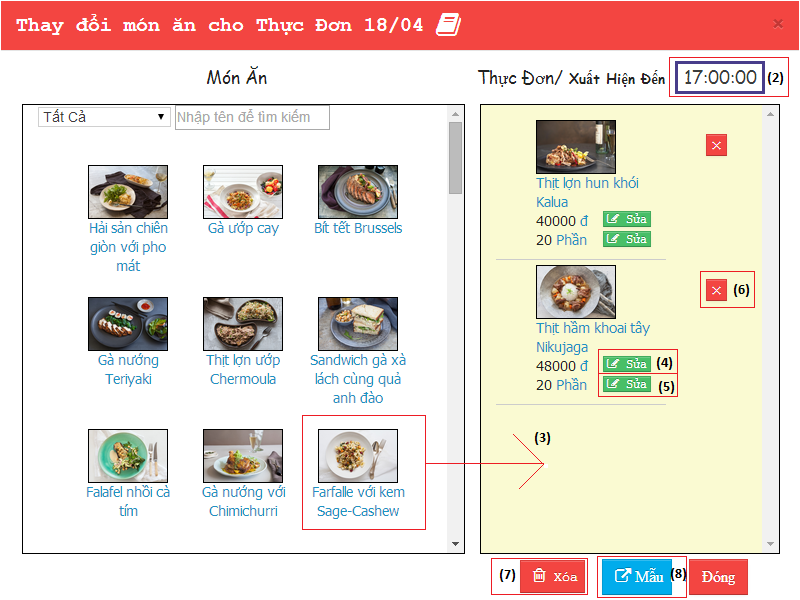 Thay đổi món ăn cho Thực Đơn 18/04
×
Món Ăn
Thực Đơn/ Xuất Hiện Đến 17:00:00 (2)
Tất Cả
Nhập tên để tìm kiếm
Hải sản chiên
giòn với pho
mát
Gà ướp cay
Bít tết Brussels
Gà nướng
Teriyaki
Thịt lợn ướp
Chermoula
Sandwich gà xà
lách cùng quả
anh đào
Falafel nhồi cà
tím
Gà nướng với
Chimichurri
Farfalle với kem
Sage-Cashew
Thịt lợn hun khói
Kalua
40000 đ Sửa
20 Phần Sửa
×
Thịt hầm khoai tây
Nikujaga
48000 đ Sửa (4)
20 Phần Sửa (5)
× (6)
(3)
(7) Xóa
Mẫu (8)
Đóng